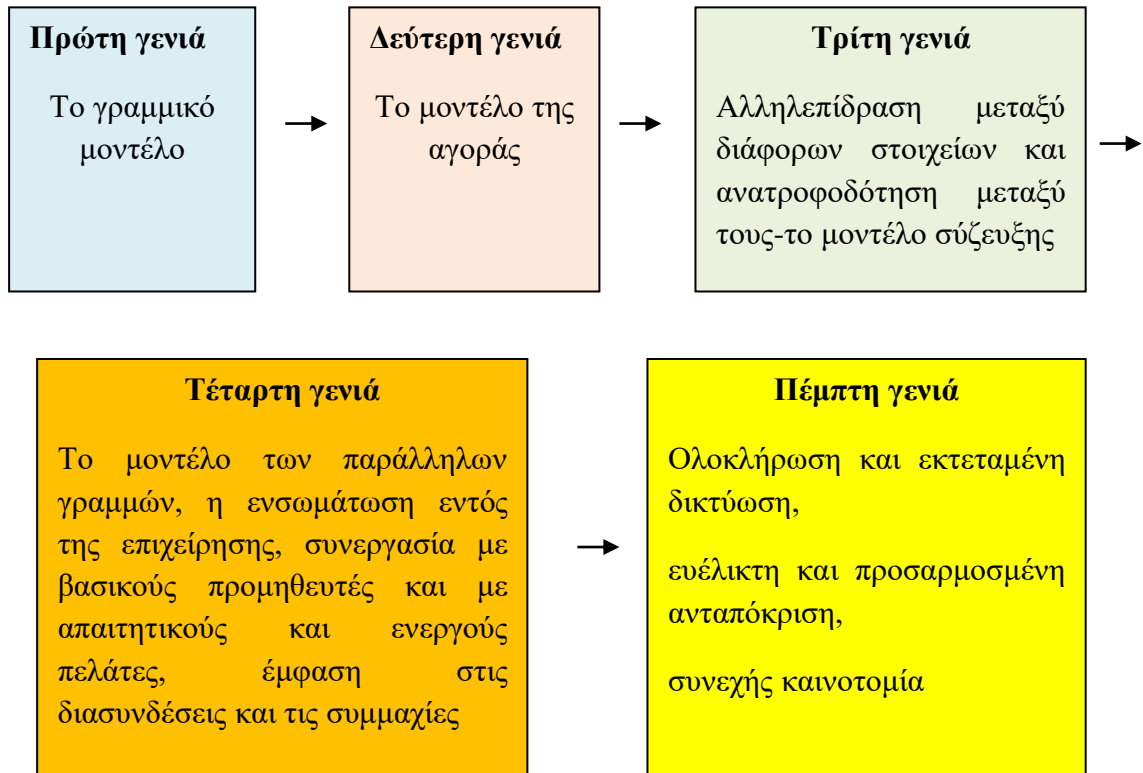 Πρώτη γενιά
Το γραμμικό
μοντέλο
Δεύτερη γενιά
Το μοντέλο της
αγοράς
Τρίτη γενιά
Αλληλεπίδραση μεταξύ
διάφορων στοιχείων και
ανατροφοδότηση μεταξύ
τους-το μοντέλο σύζευξης
Τέταρτη γενιά
Το μοντέλο των παράλληλων
γραμμών, η ενσωμάτωση εντός
της επιχείρησης, συνεργασία με
βασικούς προμηθευτές και με
απαιτητικούς και ενεργούς
πελάτες, έμφαση στις
διασυνδέσεις και τις συμμαχίες
Πέμπτη γενιά
Ολοκλήρωση και εκτεταμένη
δικτύωση,
ευέλικτη και προσαρμοσμένη
ανταπόκριση,
συνεχής καινοτομία